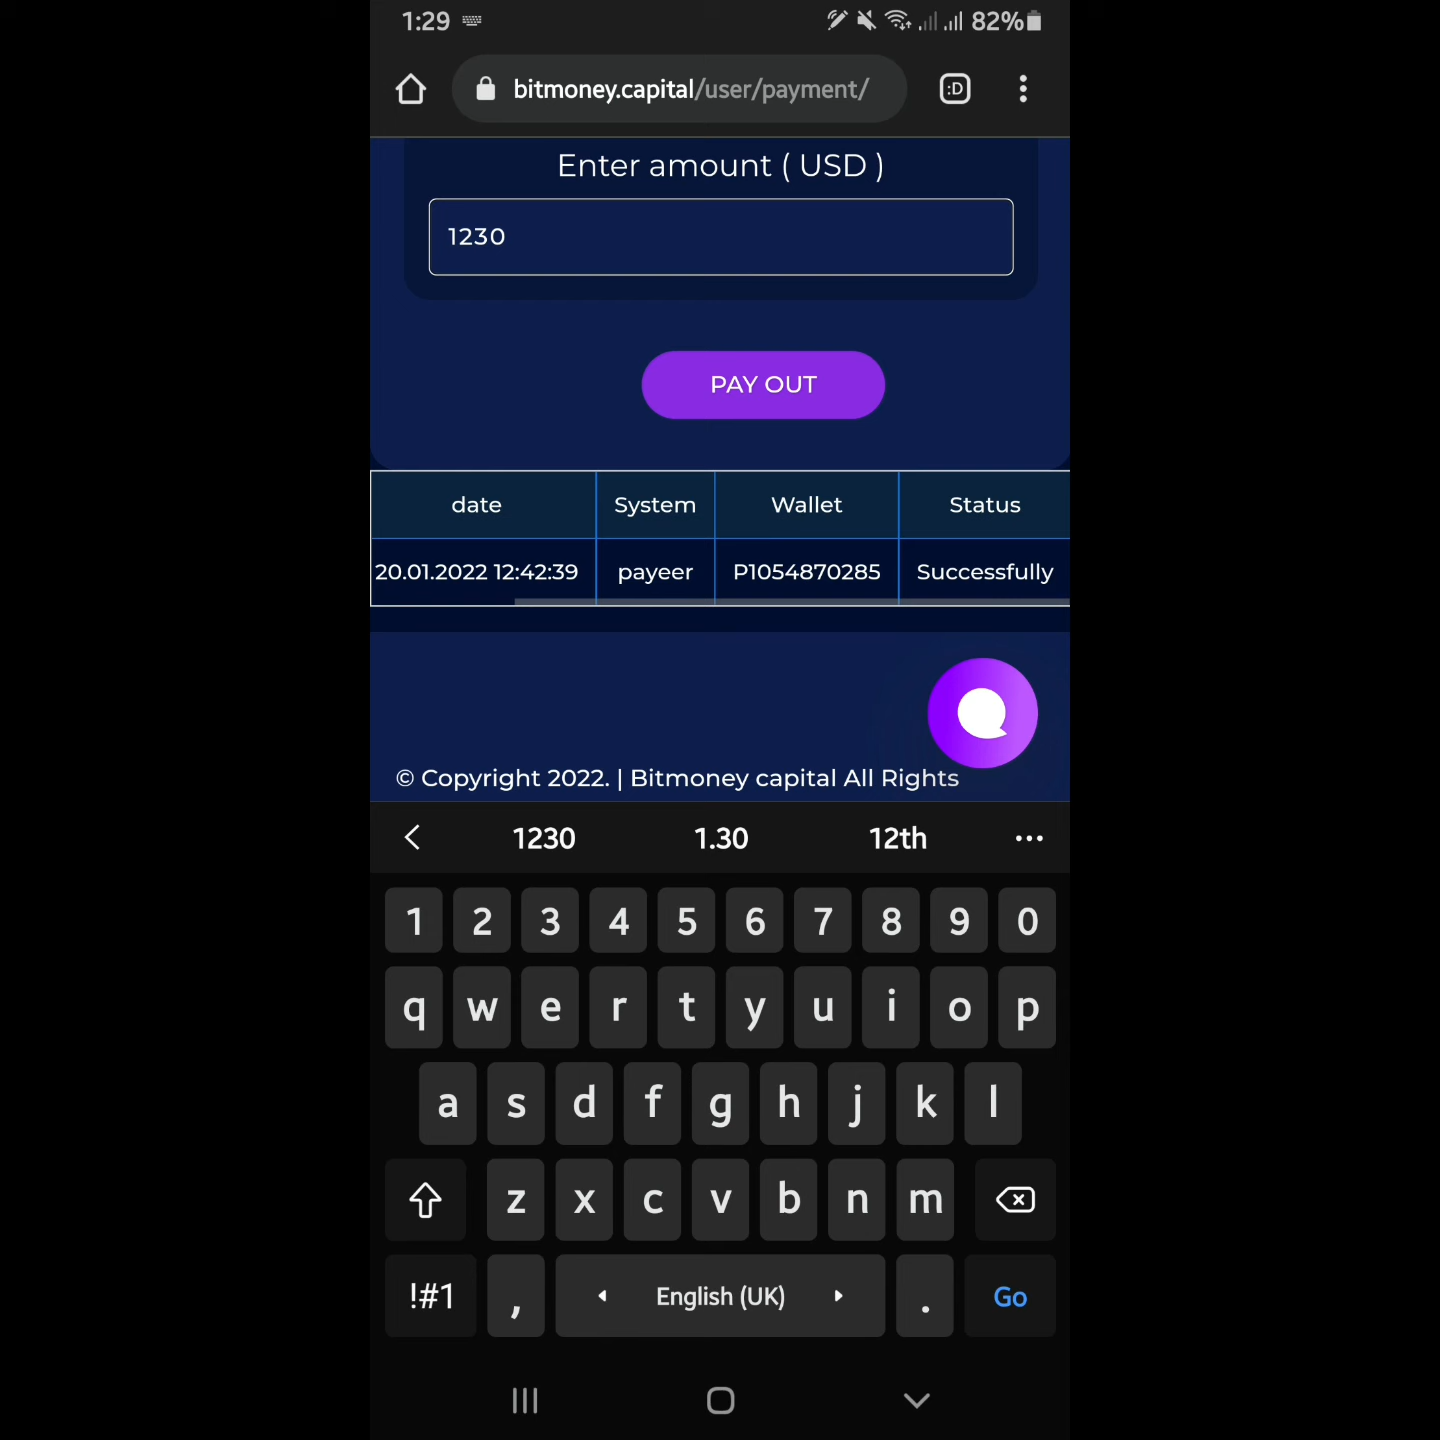 1:29 82%
bitmoney.capital/user/payment/ :D
Enter amount ( USD )
1230
PAY OUT
date System Wallet Status
20.01.2022 12:42:39 payeer P1054870285 Successfully
© Copyright 2022. | Bitmoney capital All Rights
1230 1.30 12th
1 2 3 4 5 6 7 8 9 0
q w e r t y u i o p
a s d f g h j k l
z x c v b n m
!#1 , English (UK) . Go